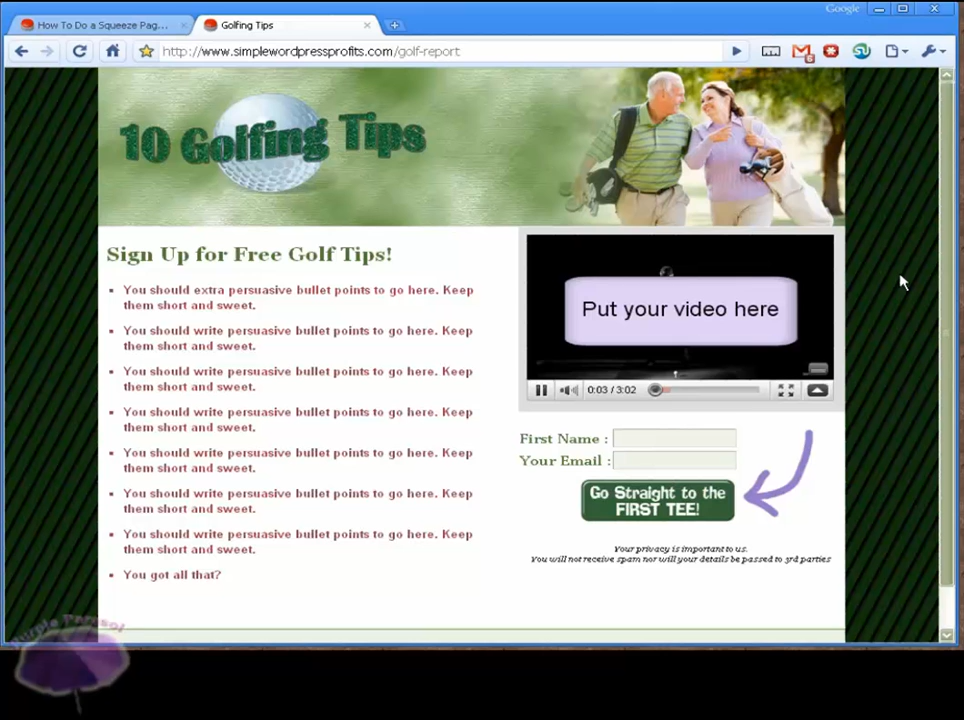 Google
How To Do a Squeeze Pag...
Golfing Tips
http://www.simplewordpressprofits.com/golf-report
6
10 Golfing Tips
Sign Up for Free Golf Tips!
You should extra persuasive bullet points to go here. Keep
them short and sweet.
You should write persuasive bullet points to go here. Keep
them short and sweet.
You should write persuasive bullet points to go here. Keep
them short and sweet.
You should write persuasive bullet points to go here. Keep
them short and sweet.
You should write persuasive bullet points to go here. Keep
them short and sweet.
You should write persuasive bullet points to go here. Keep
them short and sweet.
You should write persuasive bullet points to go here. Keep
them short and sweet.
You got all that?
Put your video here
0:03 / 3:02
First Name :
Your Email :
Go Straight to the
FIRST TEE!
Your privacy is important to us.
You will not receive spam nor will your details be passed to 3rd parties
Purple Parasol